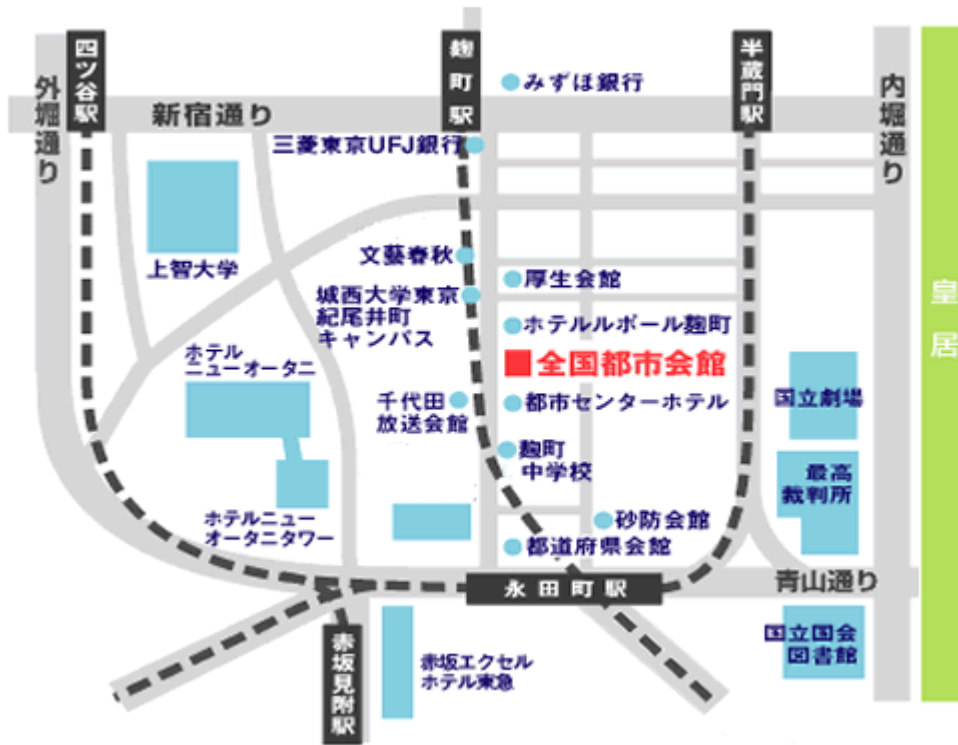 四ツ谷駅
麹町駅
半蔵門駅
外堀通り
内堀通り
みずほ銀行
新宿通り
三菱東京UFJ銀行
上智大学
文藝春秋
厚生会館
城西大学東京
紀尾井町
キャンパス
ホテルルポール麹町
皇居
ホテル
ニューオータニ
全国都市会館
千代田
放送会館
都市センターホテル
国立劇場
麹町
中学校
最高
裁判所
ホテルニュー
オータニタワー
砂防会館
都道府県会館
永田町駅
青山通り
赤坂見附駅
赤坂エクセル
ホテル東急
国立国会
図書館